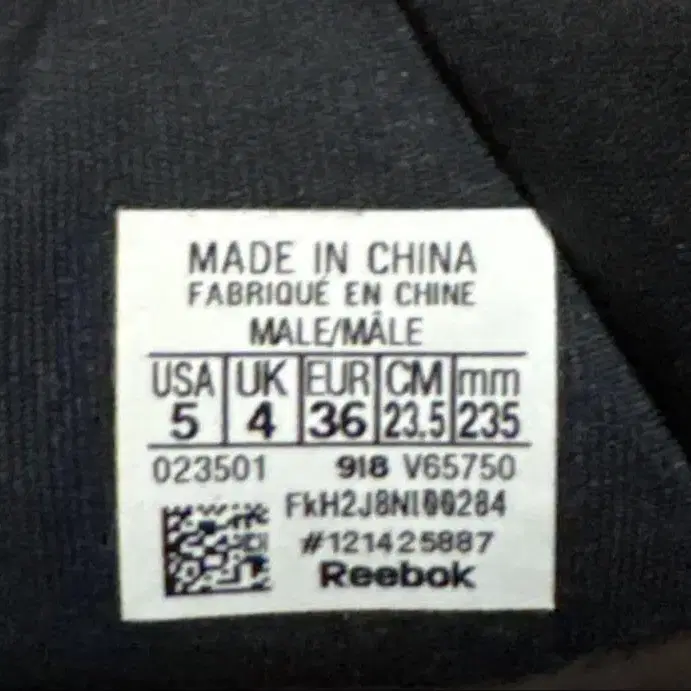 MADE IN CHINA
FABRIQUÉ EN CHINE
MALE/MÂLE
USA UK EUR CM mm
5 4 36 23.5 235
023501 918 V65750
FkH2J8Nl00284
#121425887
Reebok